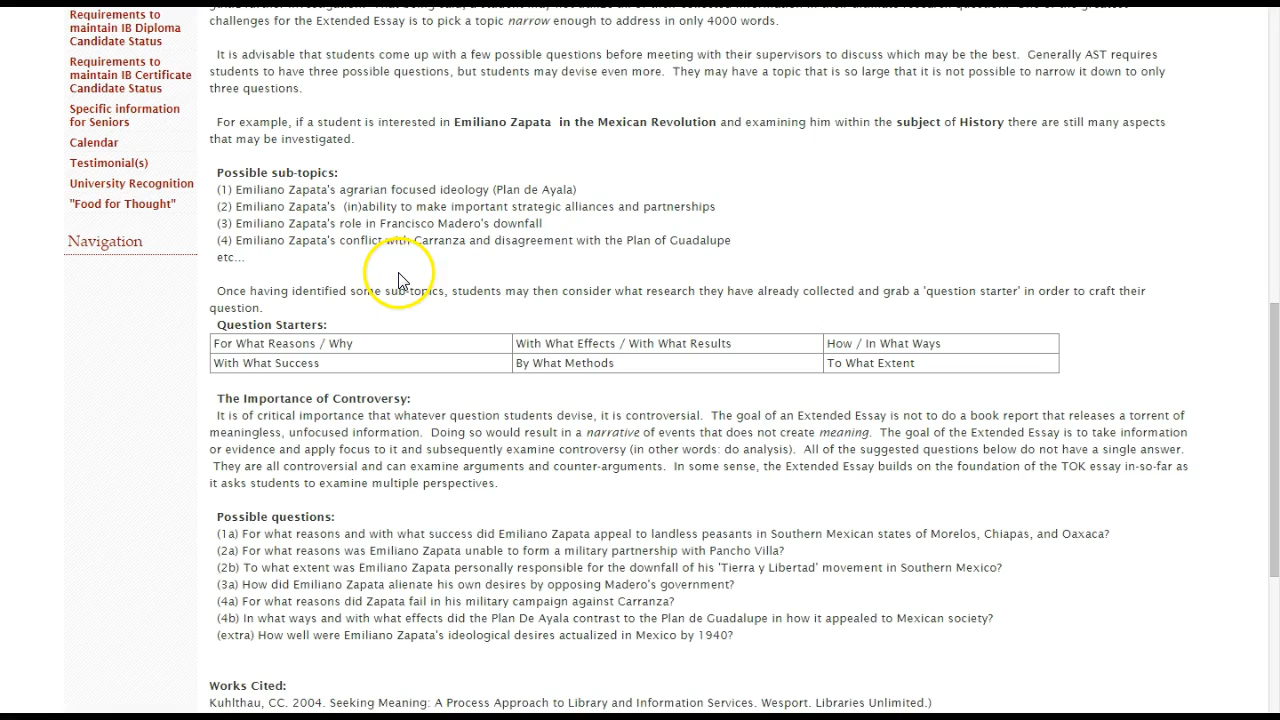 Requirements to
maintain IB Diploma
Candidate Status
Requirements to
maintain IB Certificate
Candidate Status
Specific information
for Seniors
Calendar
Testimonial(s)
University Recognition
"Food for Thought"
Navigation
challenges for the Extended Essay is to pick a topic narrow enough to address in only 4000 words.
It is advisable that students come up with a few possible questions before meeting with their supervisors to discuss which may be the best. Generally AST requires
students to have three possible questions, but students may devise even more. They may have a topic that is so large that it is not possible to narrow it down to only
three questions.
For example, if a student is interested in Emiliano Zapata in the Mexican Revolution and examining him within the subject of History there are still many aspects
that may be investigated.
Possible sub-topics:
(1) Emiliano Zapata's agrarian focused ideology (Plan de Ayala)
(2) Emiliano Zapata's (in)ability to make important strategic alliances and partnerships
(3) Emiliano Zapata's role in Francisco Madero's downfall
(4) Emiliano Zapata's conflict with Carranza and disagreement with the Plan of Guadalupe
etc...
Once having identified some sub-topics, students may then consider what research they have already collected and grab a 'question starter' in order to craft their
question.
Question Starters:
For What Reasons / Why With What Effects / With What Results How / In What Ways
With What Success By What Methods To What Extent
The Importance of Controversy:
It is of critical importance that whatever question students devise, it is controversial. The goal of an Extended Essay is not to do a book report that releases a torrent of
meaningless, unfocused information. Doing so would result in a narrative of events that does not create meaning. The goal of the Extended Essay is to take information
or evidence and apply focus to it and subsequently examine controversy (in other words: do analysis). All of the suggested questions below do not have a single answer.
They are all controversial and can examine arguments and counter-arguments. In some sense, the Extended Essay builds on the foundation of the TOK essay in-so-far as
it asks students to examine multiple perspectives.
Possible questions:
(1a) For what reasons and with what success did Emiliano Zapata appeal to landless peasants in Southern Mexican states of Morelos, Chiapas, and Oaxaca?
(2a) For what reasons was Emiliano Zapata unable to form a military partnership with Pancho Villa?
(2b) To what extent was Emiliano Zapata personally responsible for the downfall of his 'Tierra y Libertad' movement in Southern Mexico?
(3a) How did Emiliano Zapata alienate his own desires by opposing Madero's government?
(4a) For what reasons did Zapata fail in his military campaign against Carranza?
(4b) In what ways and with what effects did the Plan De Ayala contrast to the Plan de Guadalupe in how it appealed to Mexican society?
(extra) How well were Emiliano Zapata's ideological desires actualized in Mexico by 1940?
Works Cited:
Kuhlthau, CC. 2004. Seeking Meaning: A Process Approach to Library and Information Services. Wesport. Libraries Unlimited.)